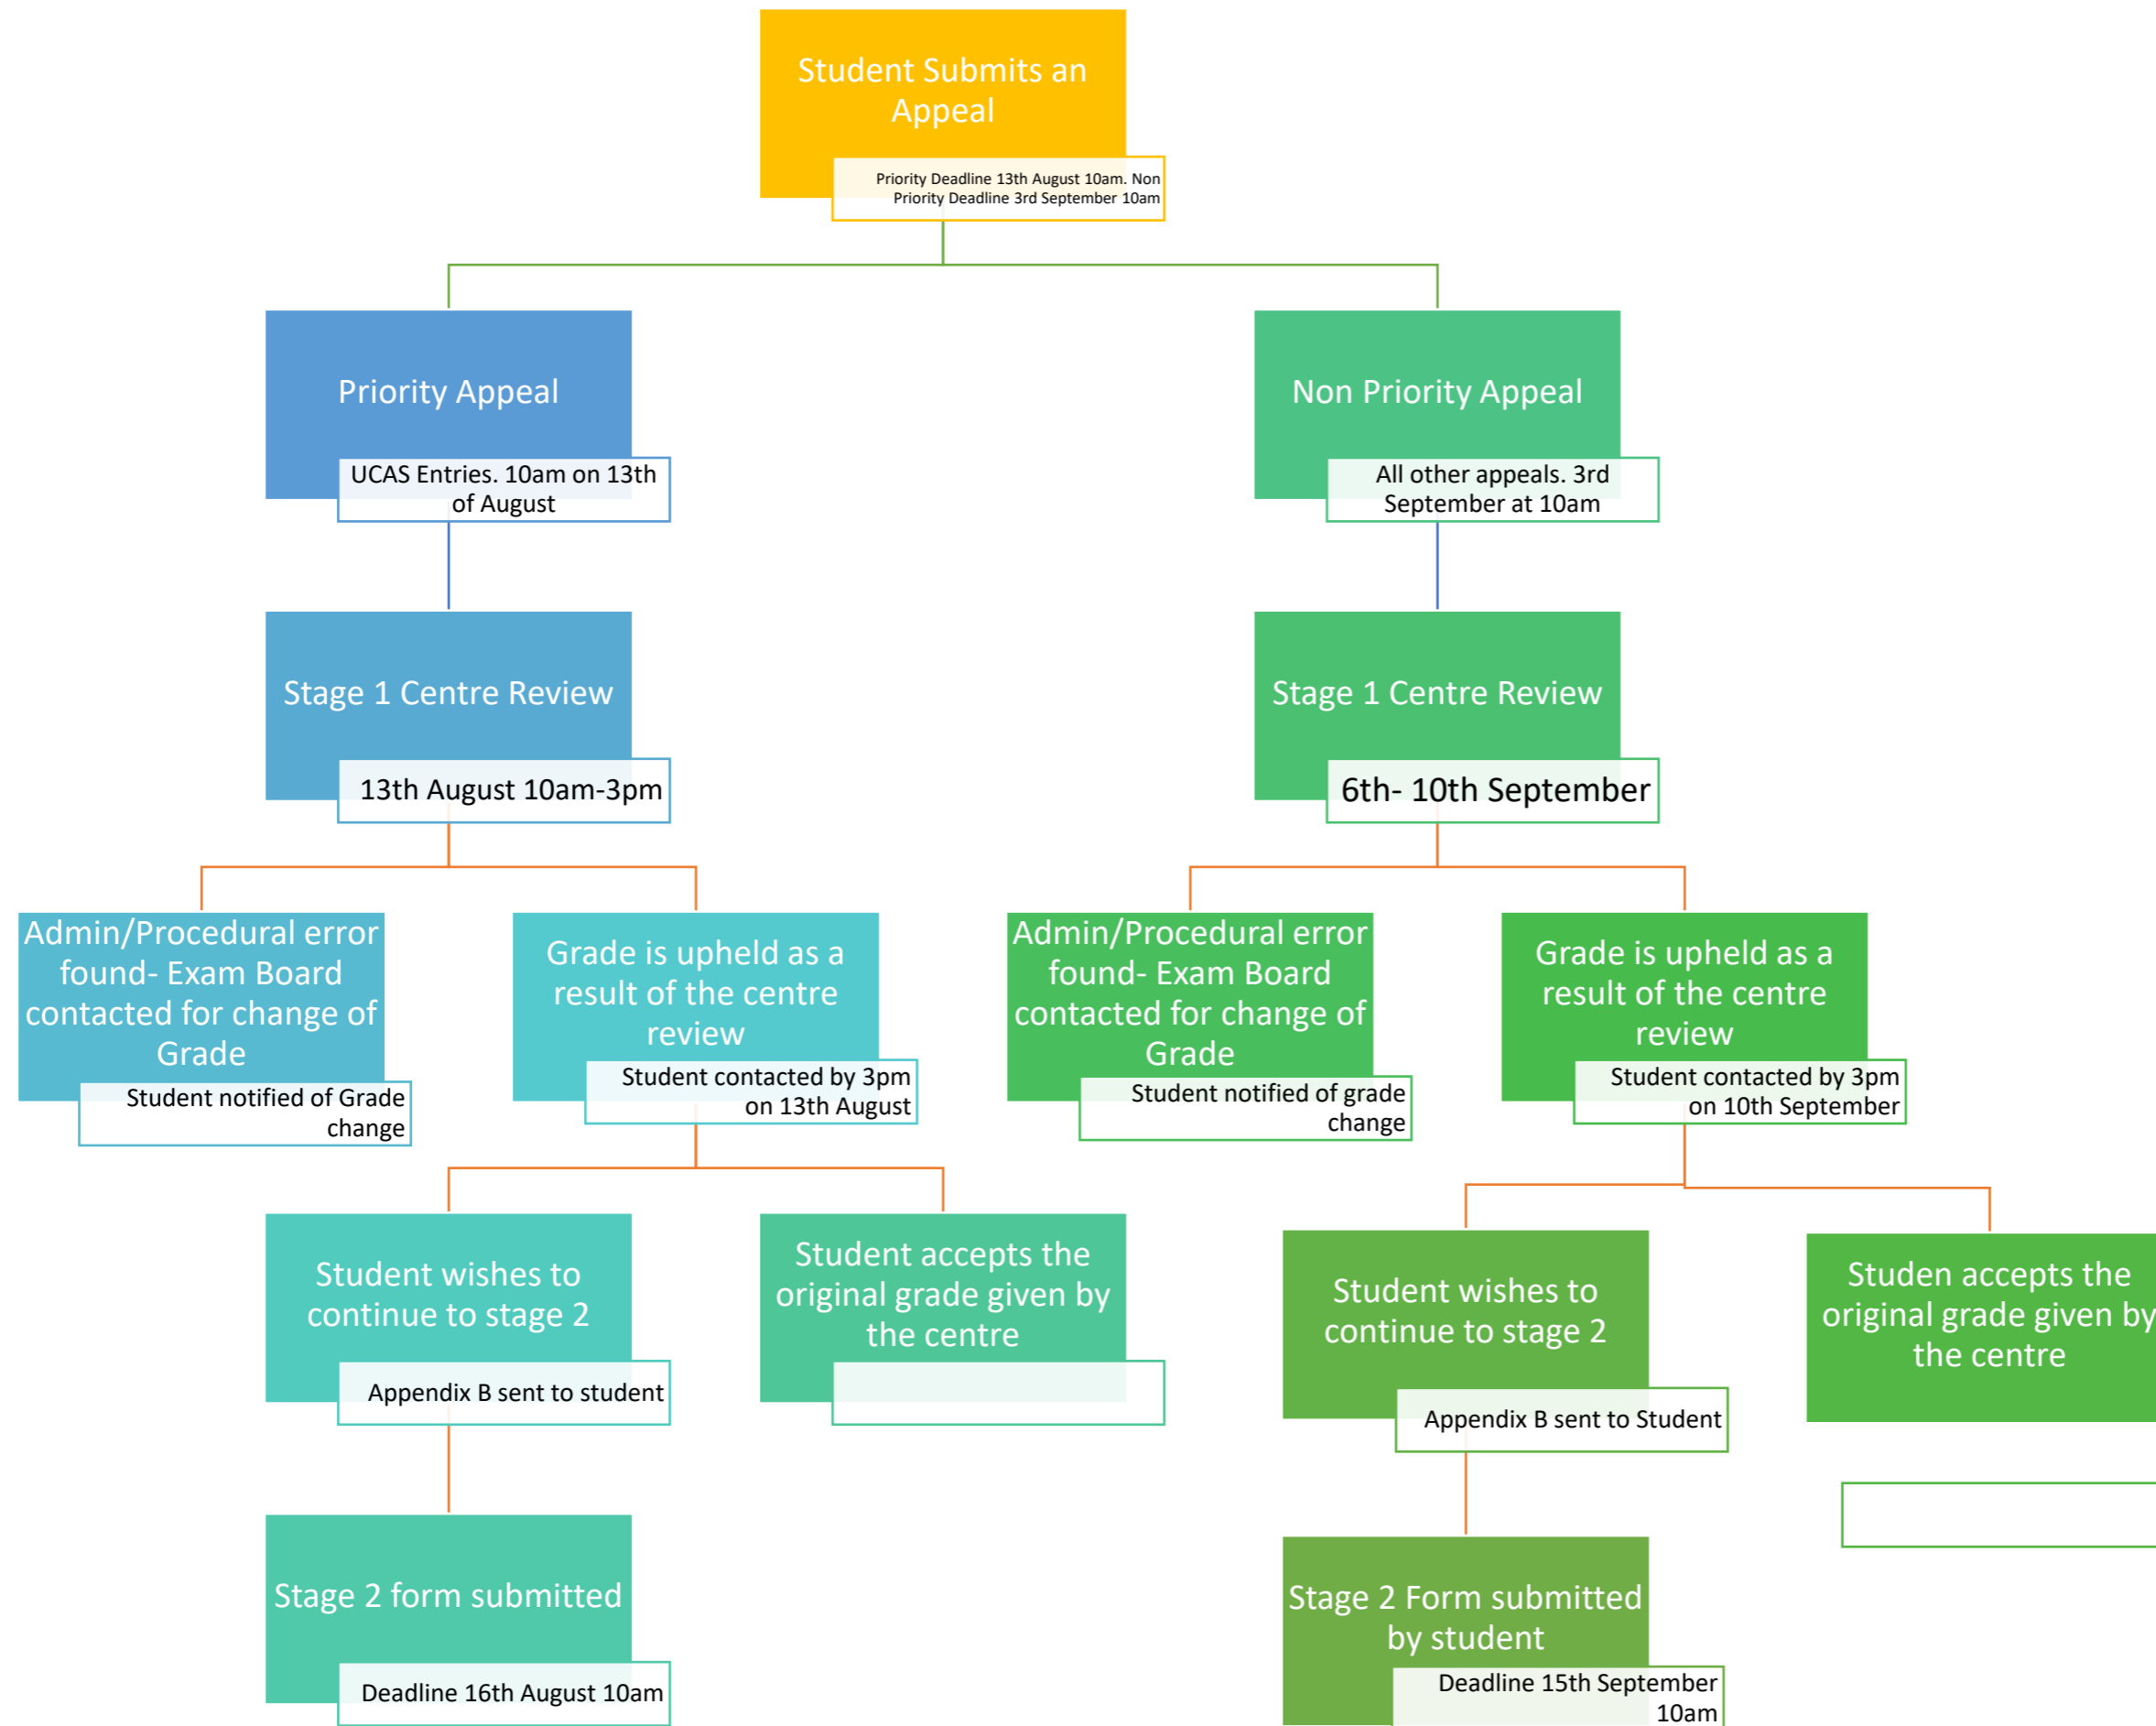 Student Submits an
Appeal
Priority Deadline 13th August 10am. Non
Priority Deadline 3rd September 10am
Priority Appeal
UCAS Entries. 10am on 13th
of August
Non Priority Appeal
All other appeals. 3rd
September at 10am
Stage 1 Centre Review
13th August 10am-3pm
Stage 1 Centre Review
6th- 10th September
Admin/Procedural error
found- Exam Board
contacted for change of
Grade
Student notified of Grade
change
Grade is upheld as a
result of the centre
review
Student contacted by 3pm
on 13th August
Admin/Procedural error
found- Exam Board
contacted for change of
Grade
Student notified of grade
change
Grade is upheld as a
result of the centre
review
Student contacted by 3pm
on 10th September
Student wishes to
continue to stage 2
Appendix B sent to student
Student accepts the
original grade given by
the centre
Student wishes to
continue to stage 2
Appendix B sent to Student
Studen accepts the
original grade given by
the centre
Stage 2 form submitted
Deadline 16th August 10am
Stage 2 Form submitted
by student
Deadline 15th September
10am